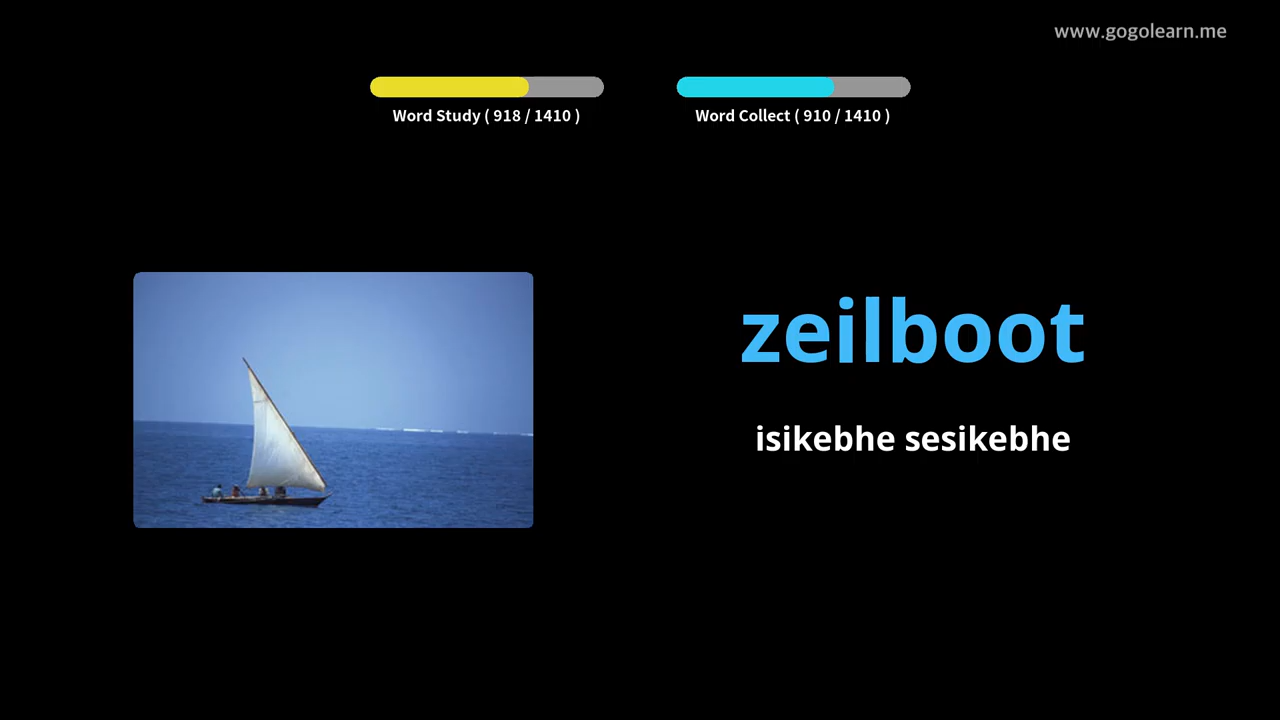 www.gogolearn.me
Word Study ( 918 / 1410 )
Word Collect ( 910 / 1410 )
zeilboot
isikebhe sesikebhe